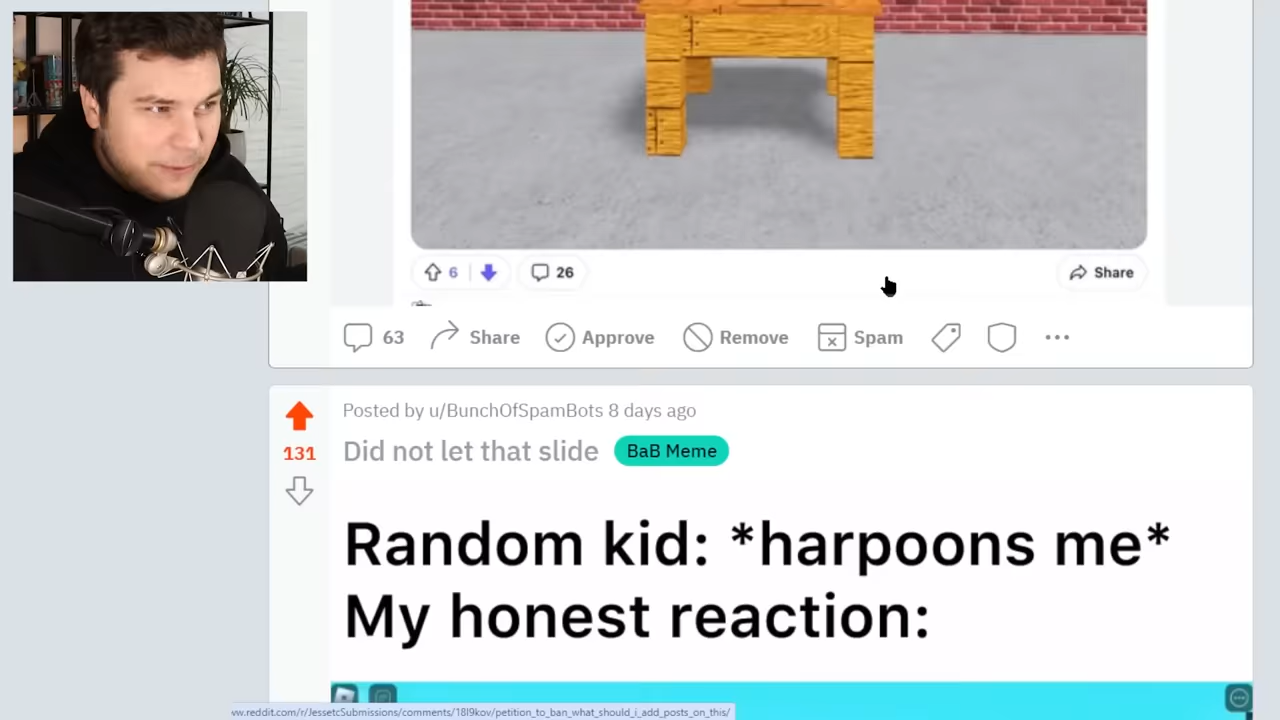 6
26
Share
63
Share
Approve
Remove
Spam
Posted by u/BunchOfSpamBots 8 days ago
131
Did not let that slide
BaB Meme
Random kid: *harpoons me*
My honest reaction:
ww.reddit.com/r/JessetcSubmissions/comments/18l9kov/petition_to_ban_what_should_i_add_posts_on_this/